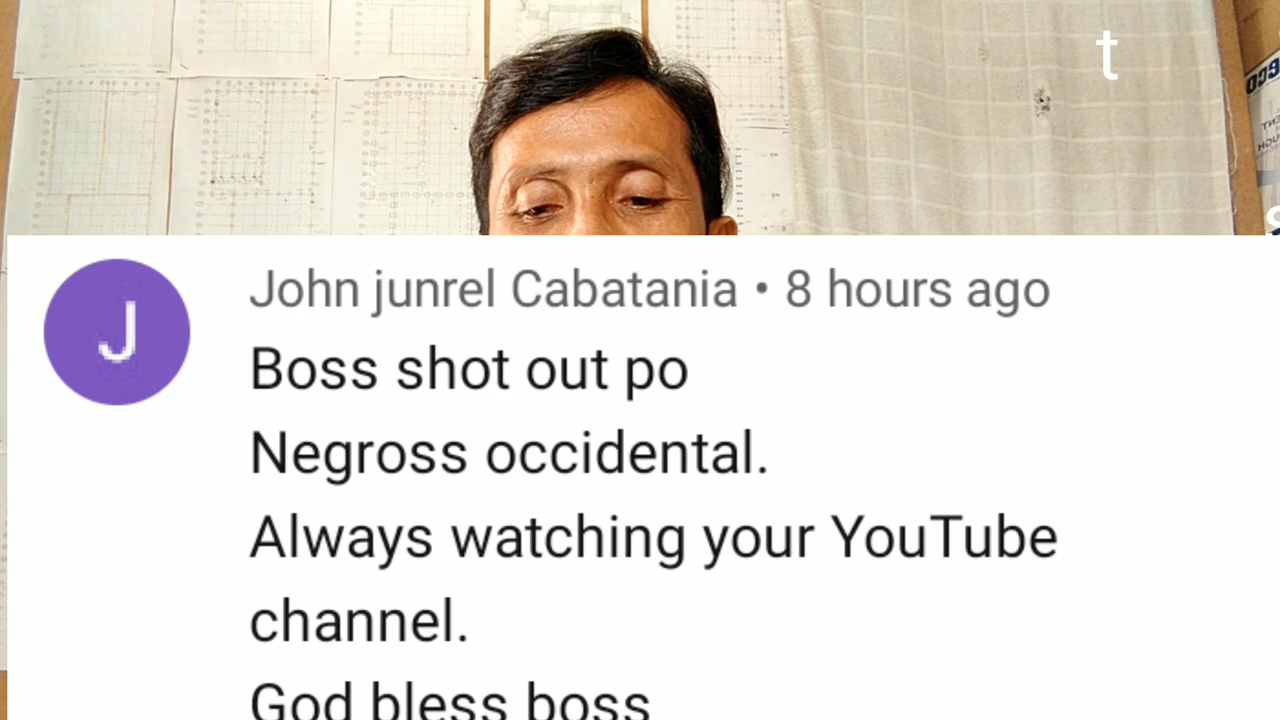 t
John junrel Cabatania • 8 hours ago
J
Boss shot out po
Negross occidental.
Always watching your YouTube
channel.
God bless boss